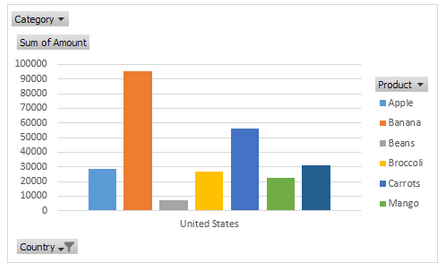 Category
Sum of Amount
100000
90000
80000
70000
60000
50000
40000
30000
20000
10000
0
United States
Product
Apple
Banana
Beans
Broccoli
Carrots
Mango
Country